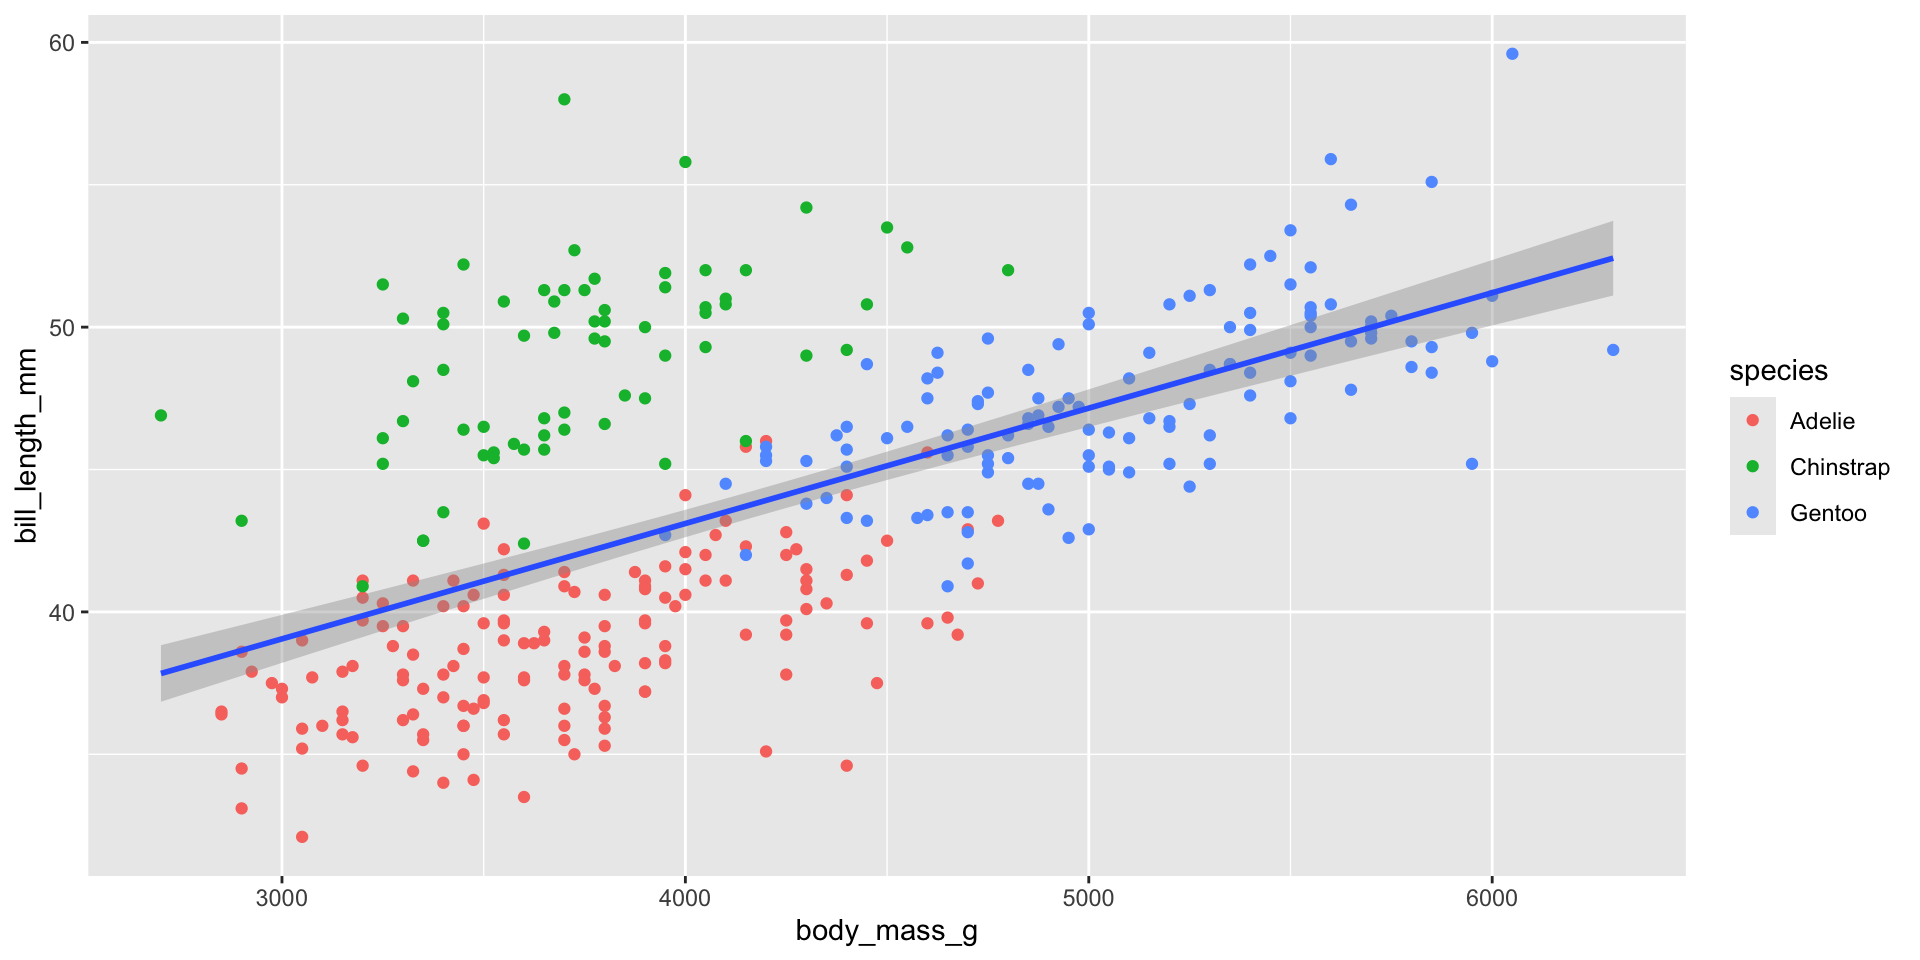 60
50
40
bill_length_mm
3000 4000 5000 6000
body_mass_g
species
Adelie
Chinstrap
Gentoo